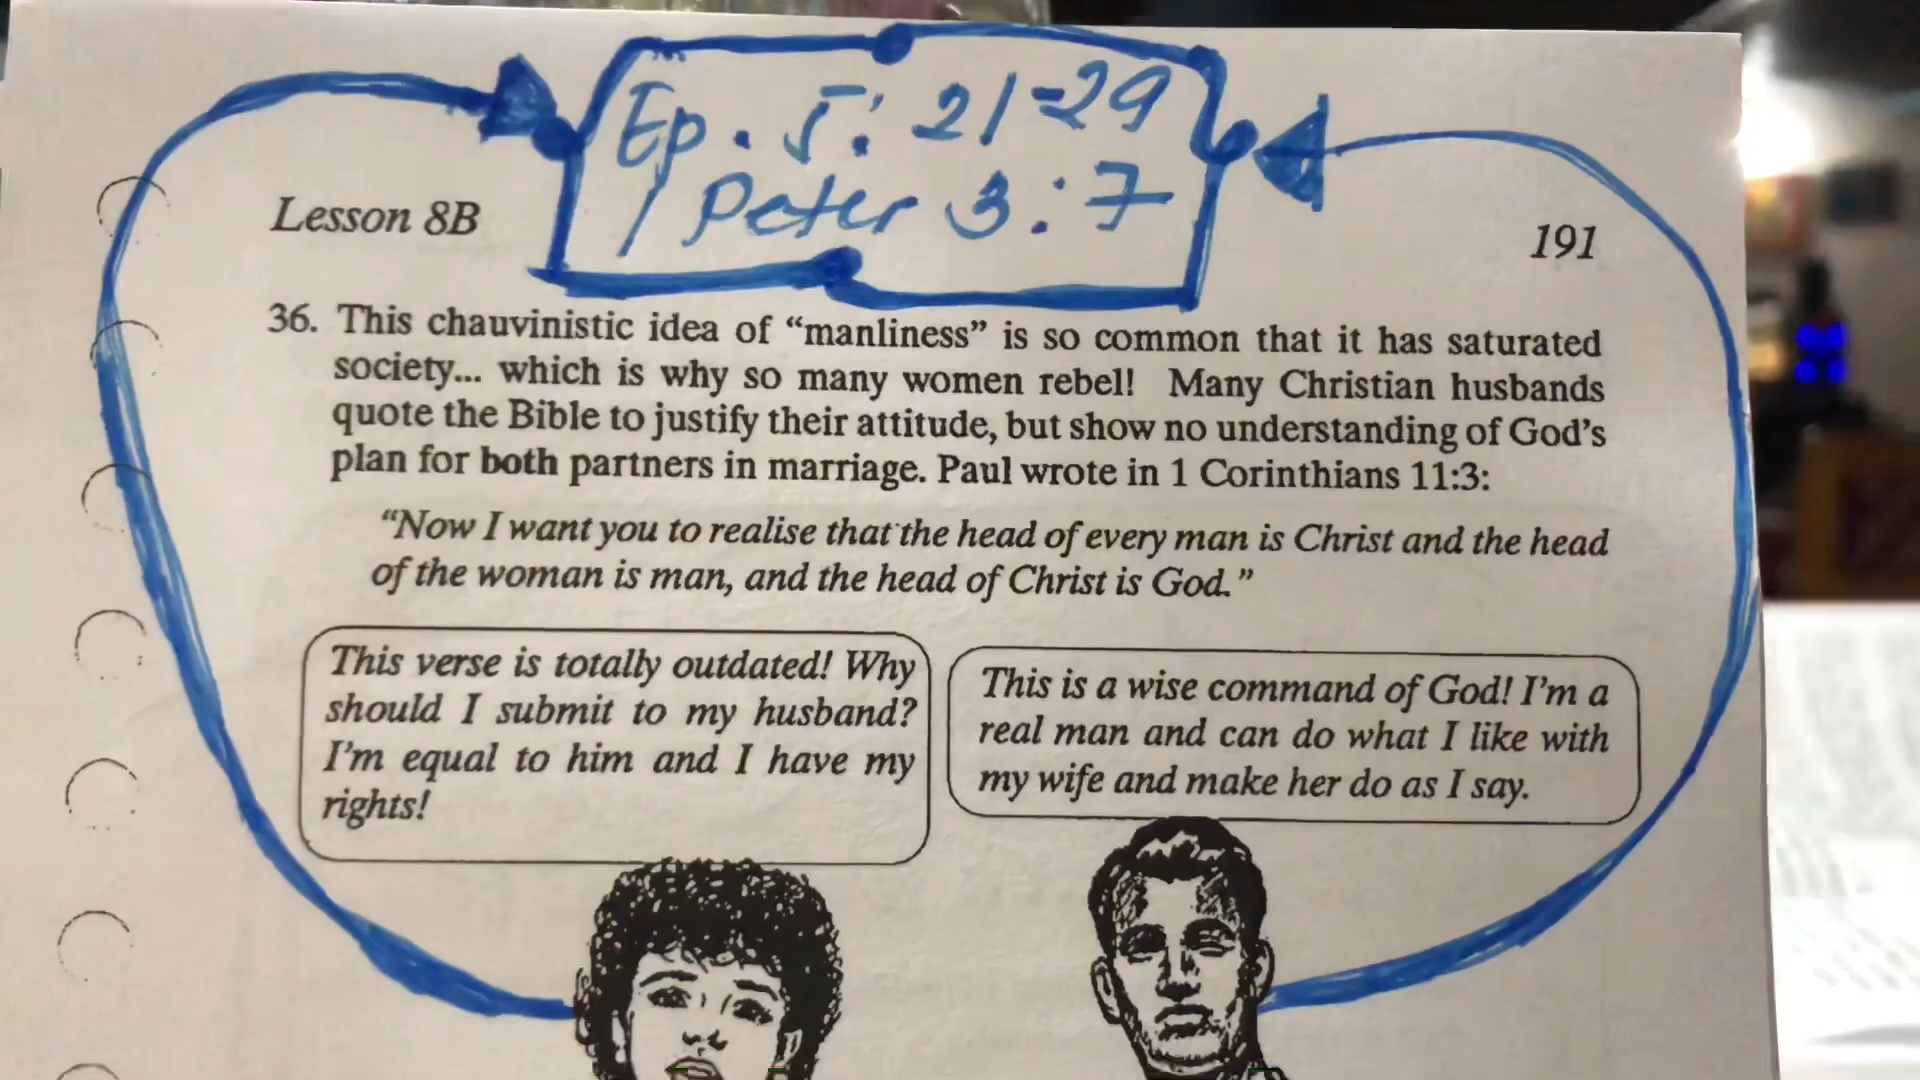 Ep. 5: 21-29
1 Peter 3:7
Lesson 8B
191
36. This chauvinistic idea of “manliness” is so common that it has saturated
society... which is why so many women rebel! Many Christian husbands
quote the Bible to justify their attitude, but show no understanding of God's
plan for both partners in marriage. Paul wrote in 1 Corinthians 11:3:
“Now I want you to realise that the head of every man is Christ and the head
of the woman is man, and the head of Christ is God.”
This verse is totally outdated! Why
should I submit to my husband?
I'm equal to him and I have my
rights!
This is a wise command of God! I'm a
real man and can do what I like with
my wife and make her do as I say.